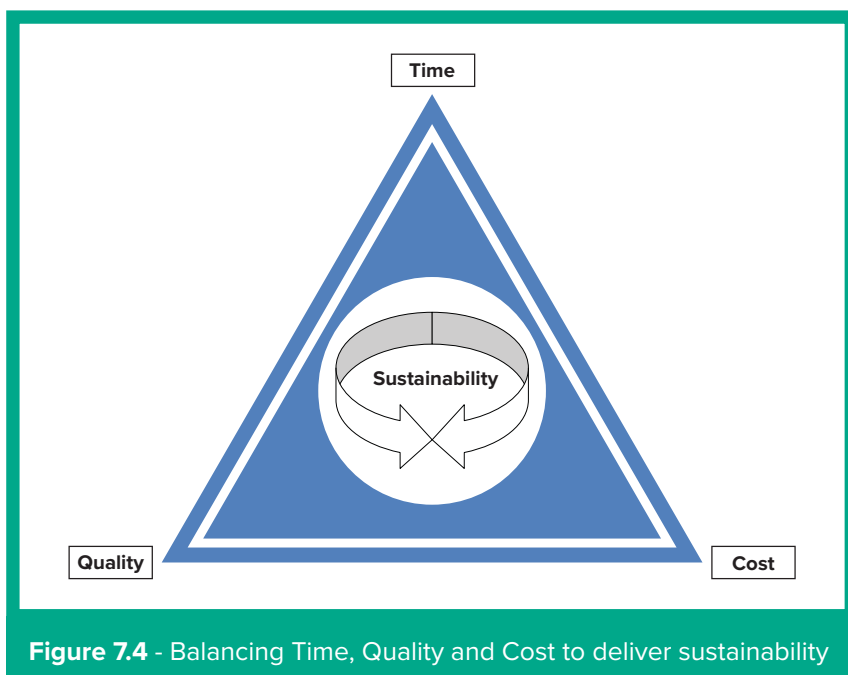 Time
Sustainability
Quality
Cost
Figure 7.4 - Balancing Time, Quality and Cost to deliver sustainability